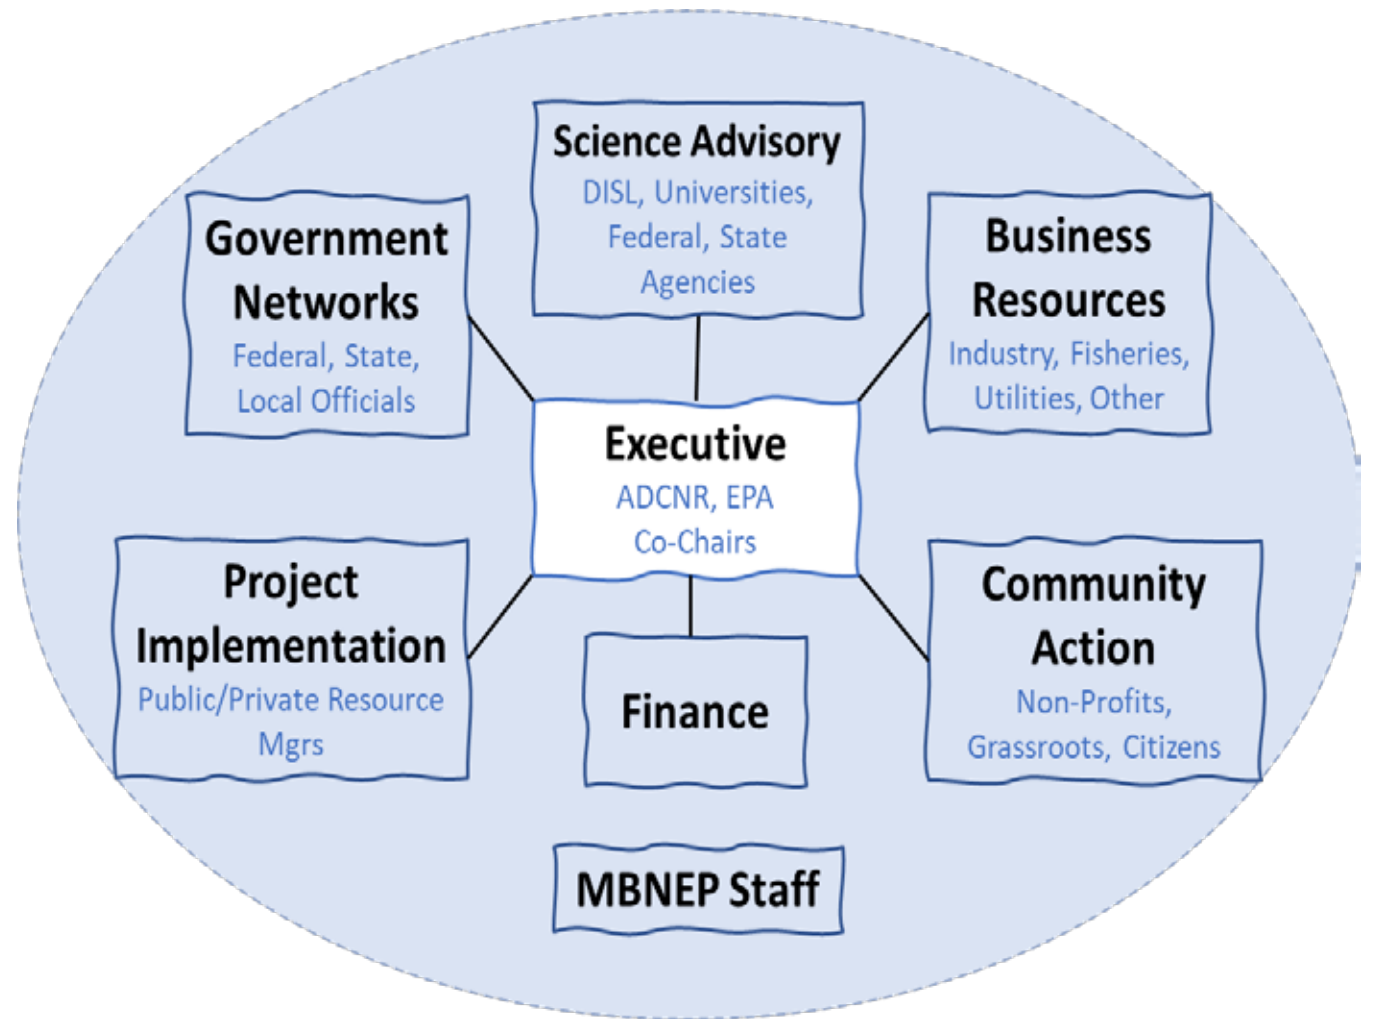 Science Advisory
DISL, Universities,
Federal, State
Agencies
Government
Networks
Federal, State,
Local Officials
Business
Resources
Industry, Fisheries,
Utilities, Other
Executive
ADCNR, EPA
Co-Chairs
Project
Implementation
Public/Private Resource
Mgrs
Community
Action
Non-Profits,
Grassroots, Citizens
Finance
MBNEP Staff